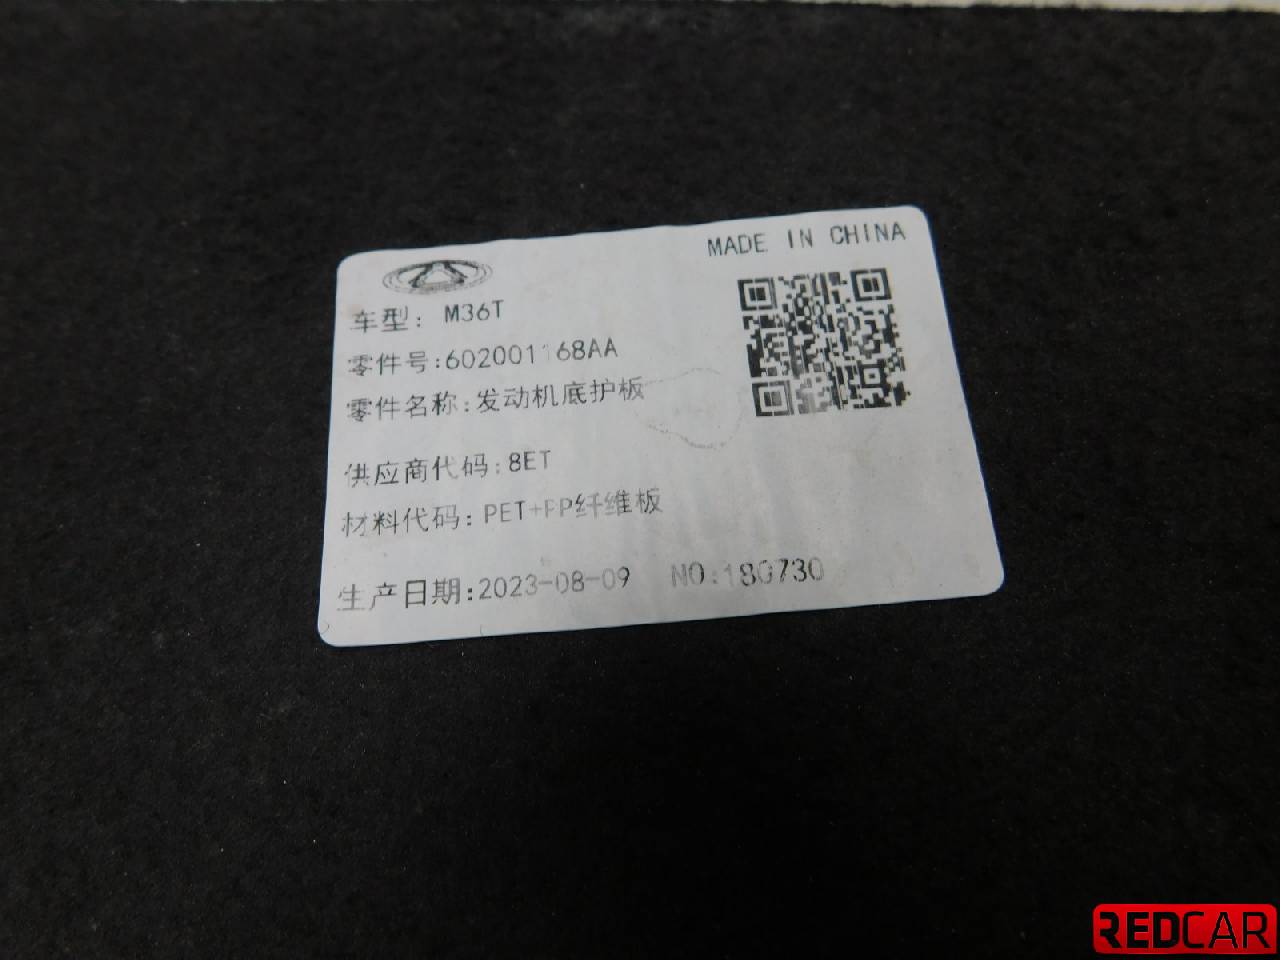 MADE IN CHINA
车型: M36T
零件号:602001168AA
零件名称:发动机底护板
供应商代码:8ET
材料代码:PET+PP纤维板
生产日期:2023-08-09 NO:180730
REDCAR